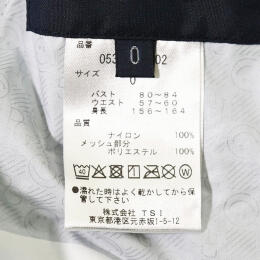 品番
053 02
0
サイズ
0
バスト 80~84
ウエスト 57~60
身長 156~164
品質
ナイロン 100%
メッシュ部分
ポリエステル 100%
40
●濡れた時はよく乾かしてから保
管して下さい
株式会社 TSI
東京都港区元赤坂1-5-12